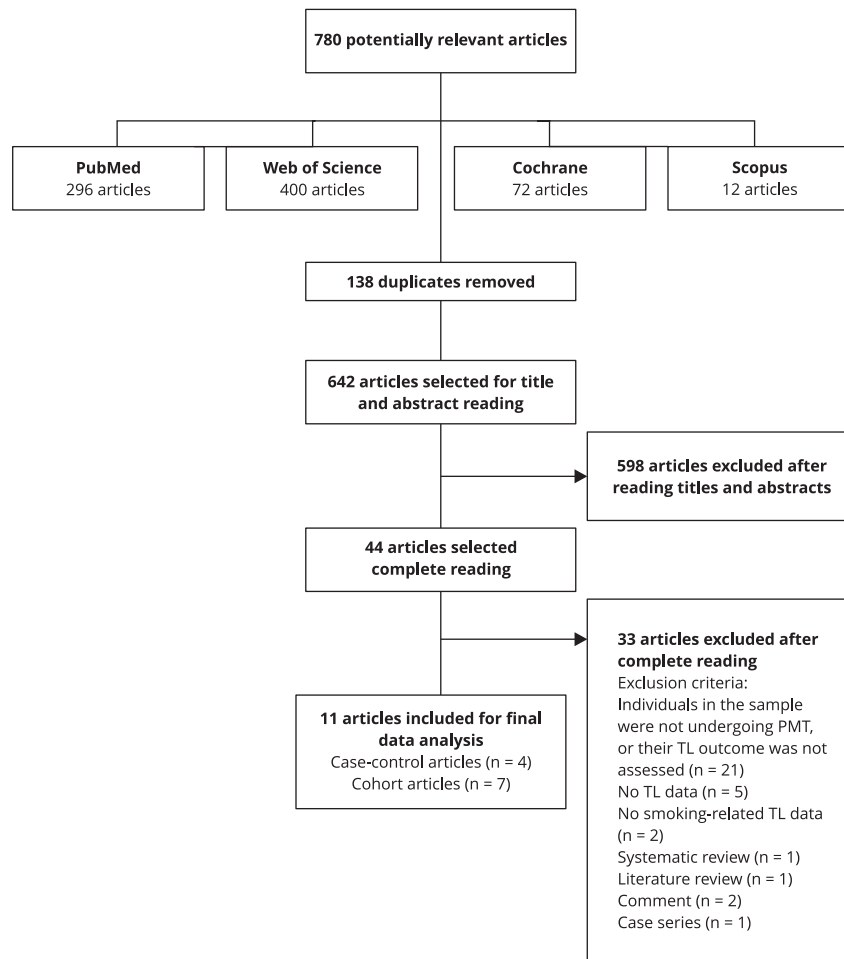 780 potentially relevant articles
PubMed
296 articles
Web of Science
400 articles
Cochrane
72 articles
Scopus
12 articles
138 duplicates removed
642 articles selected for title
and abstract reading
598 articles excluded after
reading titles and abstracts
44 articles selected
complete reading
33 articles excluded after
complete reading
Exclusion criteria:
Individuals in the sample
were not undergoing PMT,
or their TL outcome was not
assessed (n = 21)
No TL data (n = 5)
No smoking-related TL data
(n = 2)
Systematic review (n = 1)
Literature review (n = 1)
Comment (n = 2)
Case series (n = 1)
11 articles included for final
data analysis
Case-control articles (n = 4)
Cohort articles (n = 7)